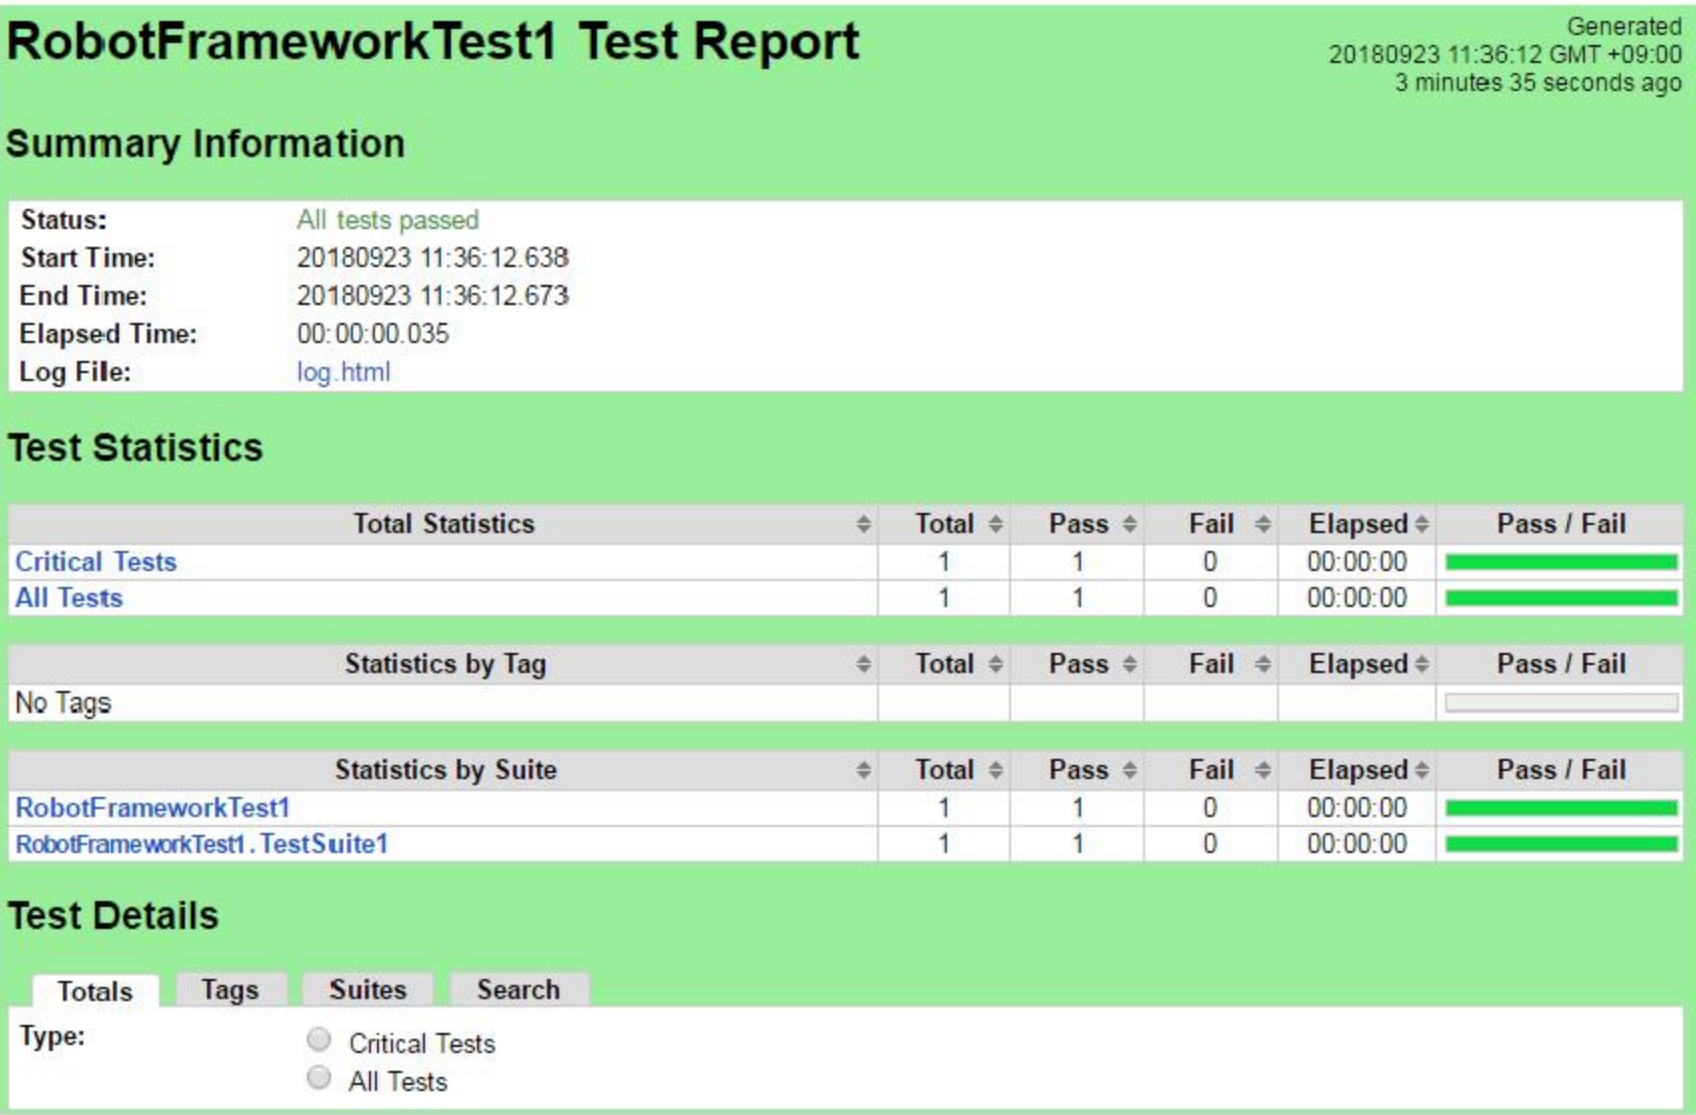 RobotFrameworkTest1 Test Report
Generated
20180923 11:36:12 GMT +09:00
3 minutes 35 seconds ago
Summary Information
Status: All tests passed
Start Time: 20180923 11:36:12.638
End Time: 20180923 11:36:12.673
Elapsed Time: 00:00:00.035
Log File: log.html
Test Statistics
Total Statistics Total Pass Fail Elapsed Pass / Fail
Critical Tests 1 1 0 00:00:00
All Tests 1 1 0 00:00:00
Statistics by Tag Total Pass Fail Elapsed Pass / Fail
No Tags
Statistics by Suite Total Pass Fail Elapsed Pass / Fail
RobotFrameworkTest1 1 1 0 00:00:00
RobotFrameworkTest1.TestSuite1 1 1 0 00:00:00
Test Details
Totals Tags Suites Search
Type: Critical Tests
All Tests